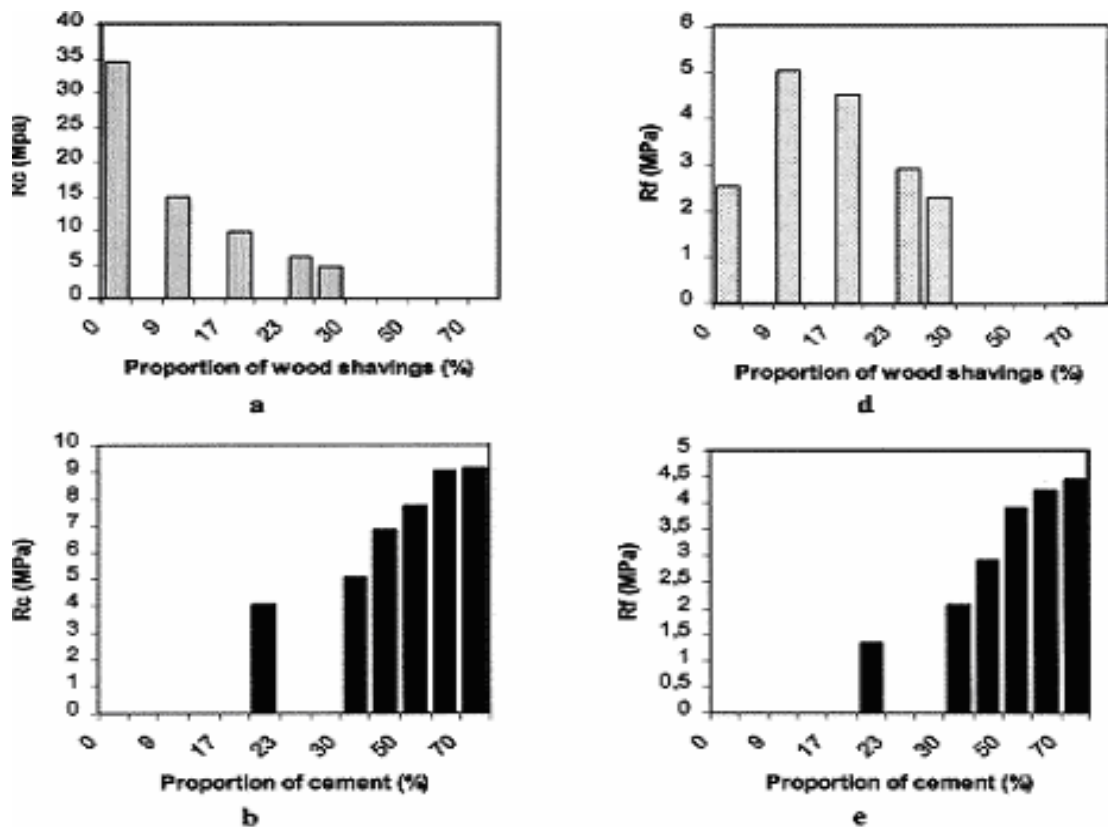 40
35
30
25
20
15
10
5
0
Rc (Mpa)
0 9 17 23 30 50 70
Proportion of wood shavings (%)
a
6
5
4
3
2
1
0
Rf (MPa)
0 9 17 23 30 50 70
Proportion of wood shavings (%)
d
10
9
8
7
6
5
4
3
2
1
0
Rc (MPa)
0 9 17 23 30 50 70
Proportion of cement (%)
b
5
4,5
4
3,5
3
2,5
2
1,5
1
0,5
0
Rf (MPa)
0 9 17 23 30 50 70
Proportion of cement (%)
e